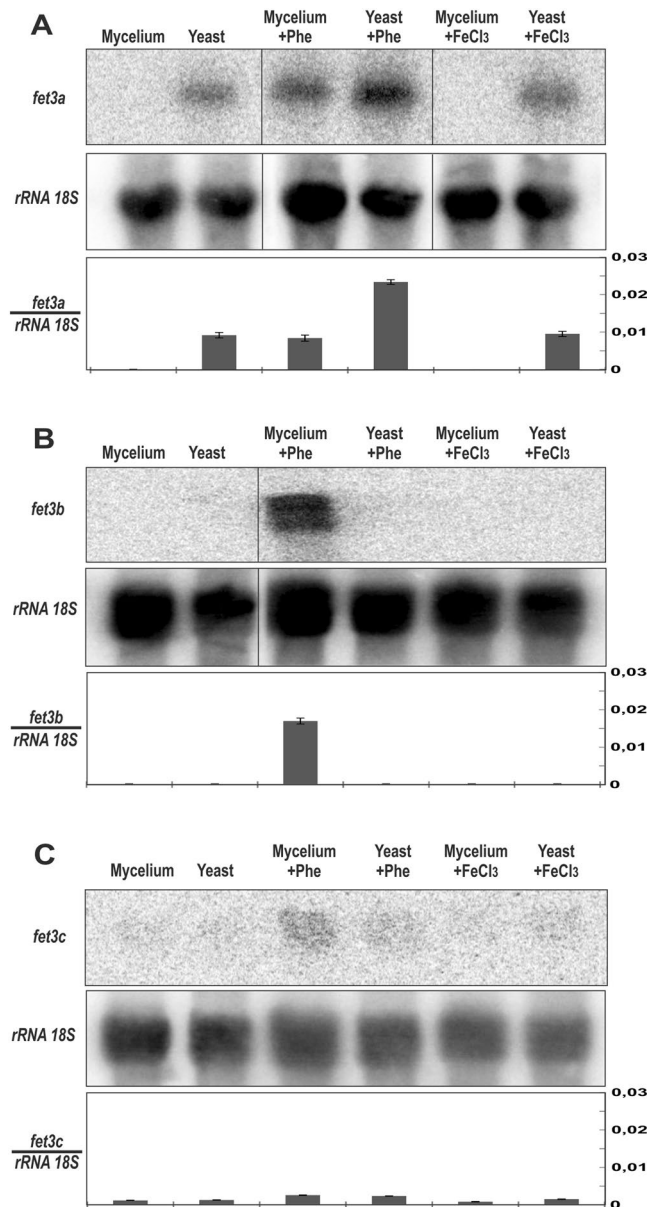 A
Mycelium Yeast Mycelium +Phe Yeast +Phe Mycelium +FeCl3 Yeast +FeCl3
fet3a
rRNA 18S
fet3a
rRNA 18S
0,03
0,02
0,01
0
B
Mycelium Yeast Mycelium +Phe Yeast +Phe Mycelium +FeCl3 Yeast +FeCl3
fet3b
rRNA 18S
fet3b
rRNA 18S
0,03
0,02
0,01
0
C
Mycelium Yeast Mycelium +Phe Yeast +Phe Mycelium +FeCl3 Yeast +FeCl3
fet3c
rRNA 18S
fet3c
rRNA 18S
0,03
0,02
0,01
0